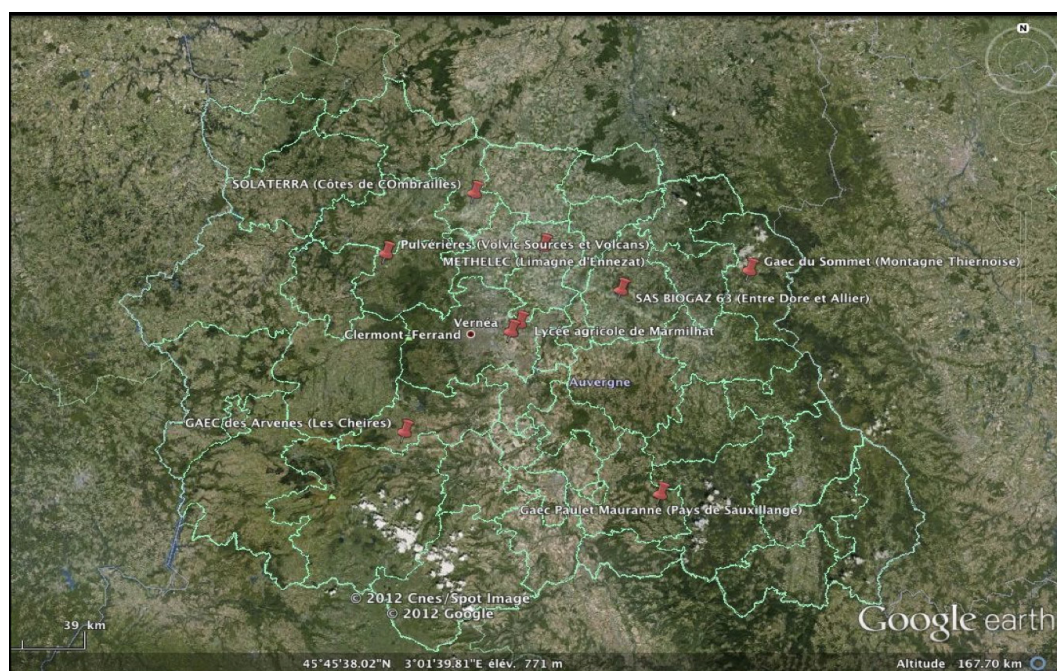 N
SOLATERRA (Côtes de COmbrailles)
Pulvérières (Volvic Sources et Volcans)
METHELEC (Limagne d'Ennezat)
Gaec du Sommet (Montagne Thiernoise)
SAS BIOGAZ 63 (Entre Dore et Allier)
Vernea
Clermont-Ferrand
Lycée agricole de Marmilhat
Auvergne
GAEC des Arvenes (Les Cheires)
Gaec Paulet Mauranne (Pays de Sauxillange)
© 2012 Cnes/Spot Image
© 2012 Google
Google earth
39 km
45°45'38.02"N 3°01'39.81"E élév. 771 m
Altitude 167.70 km